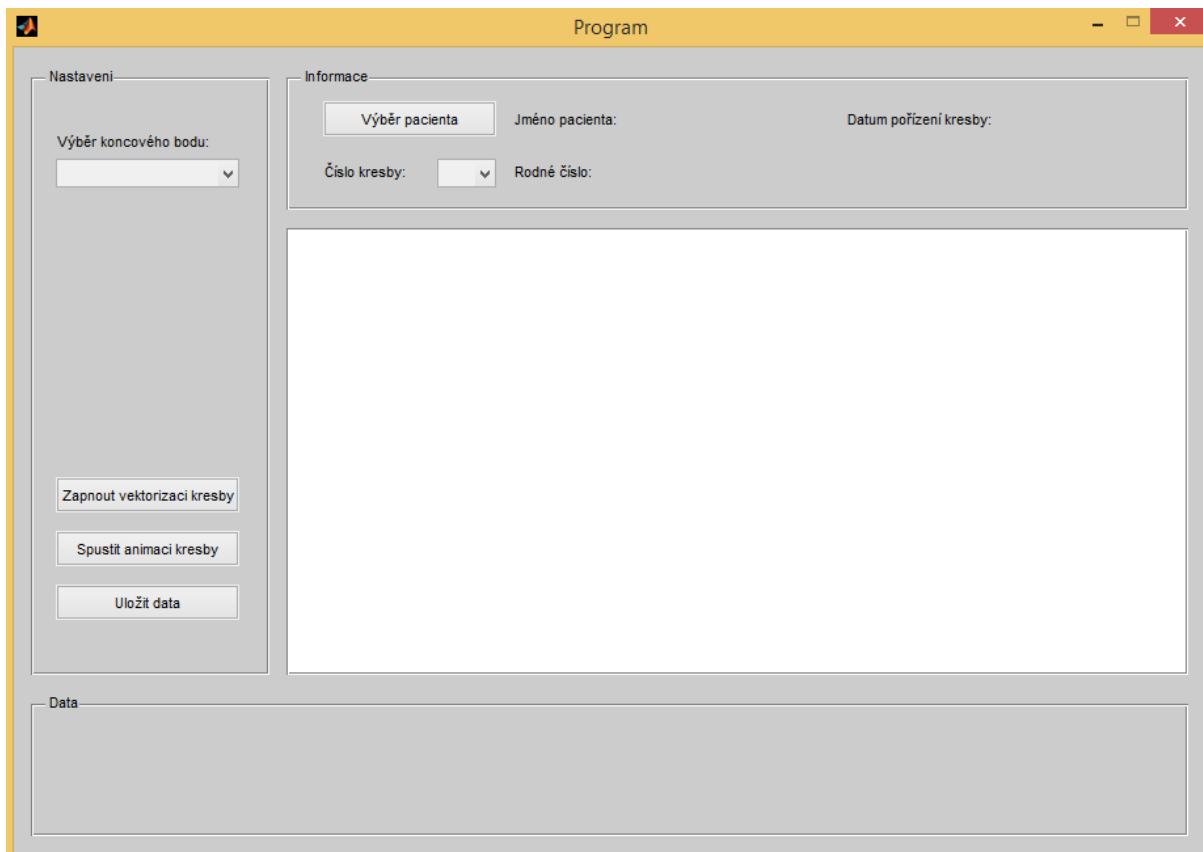 Program
Nastaveni
Výběr koncového bodu:
Zapnout vektorizaci kresby
Spustit animaci kresby
Uložit data
Informace
Výběr pacienta
Jméno pacienta:
Datum pořízení kresby:
Číslo kresby:
Rodné číslo:
Data